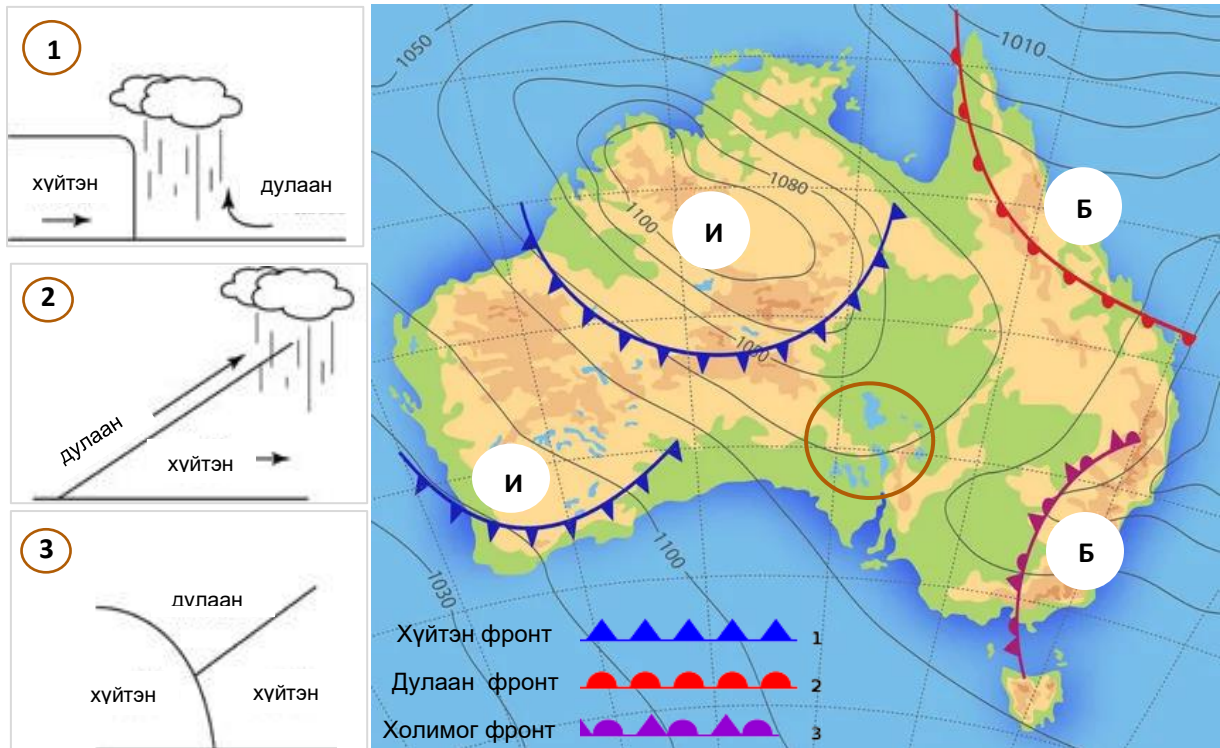 1
хүйтэн
дулаан
2
дулаан
хүйтэн
3
дулаан
хүйтэн
хүйтэн
1050
1010
1080
1100
И
Б
1030
И
1100
1030
Б
Хүйтэн фронт 1
Дулаан фронт 2
Холимог фронт 3